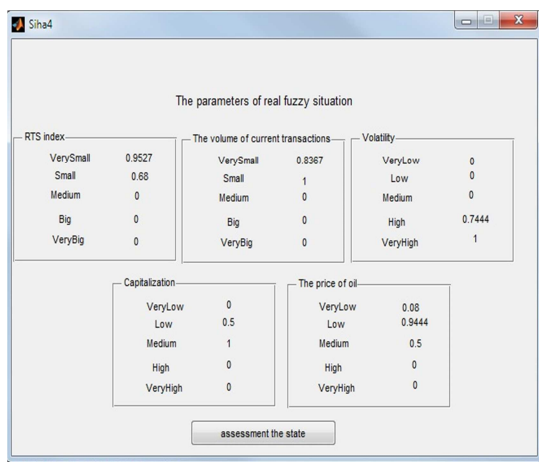 Siha4
The parameters of real fuzzy situation
RTS index
VerySmall 0.9527
Small 0.68
Medium 0
Big 0
VeryBig 0
The volume of current transactions
VerySmall 0.8367
Small 1
Medium 0
Big 0
VeryBig 0
Volatility
VeryLow 0
Low 0
Medium 0
High 0.7444
VeryHigh 1
Capitalization
VeryLow 0
Low 0.5
Medium 1
High 0
VeryHigh 0
The price of oil
VeryLow 0.08
Low 0.9444
Medium 0.5
High 0
VeryHigh 0
assessment the state